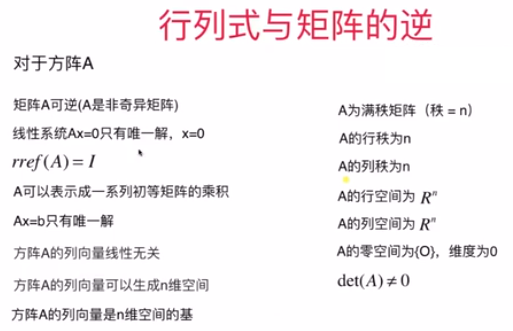 行列式与矩阵的逆
对于方阵A
矩阵A可逆(A是非奇异矩阵)
线性系统Ax=0只有唯一解，x=0
rref(A) = I
A可以表示成一系列初等矩阵的乘积
Ax=b只有唯一解
方阵A的列向量线性无关
方阵A的列向量可以生成n维空间
方阵A的列向量是n维空间的基
A为满秩矩阵（秩 = n）
A的行秩为n
A的列秩为n
A的行空间为 Rⁿ
A的列空间为 Rⁿ
A的零空间为{O}，维度为0
det(A) ≠ 0